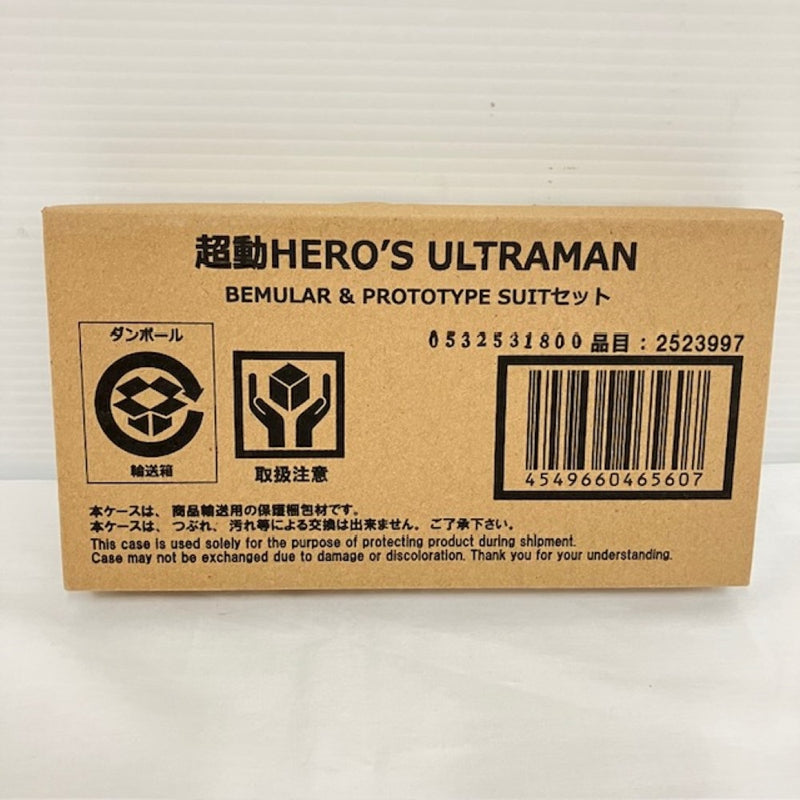 超動HERO'S ULTRAMAN
BEMULAR & PROTOTYPE SUITセット
0532531800 品目：2523997
ダンボール
輸送箱
取扱注意
4549660465607
本ケースは、商品輸送用の保護梱包材です。
本ケースは、つぶれ、汚れ等による交換は出来ません。ご了承下さい。
This case is used solely for the purpose of protecting product during shipment.
Case may not be exchanged due to damage or discoloration. Thank you for your understanding.